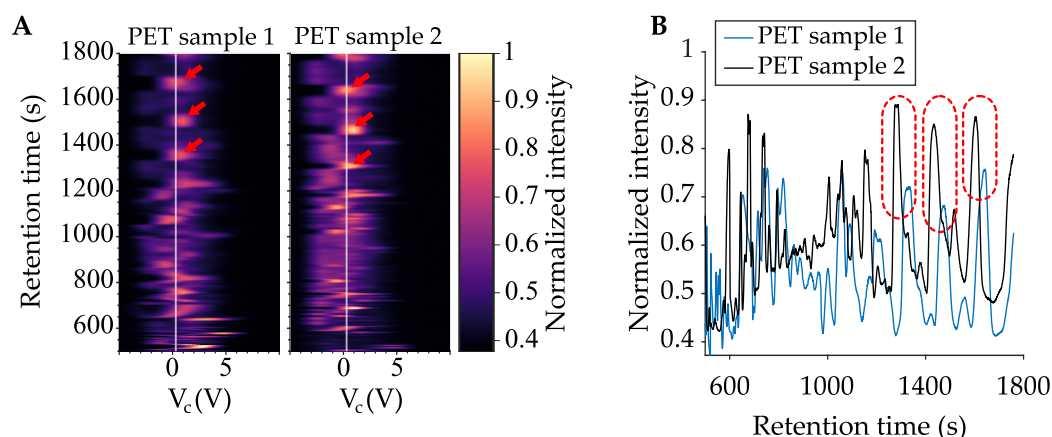 A
PET sample 1 PET sample 2
1800
1600
1400
1200
1000
800
600
Retention time (s)
0 5
0 5
V_c(V)
V_c(V)
1
0.9
0.8
0.7
0.6
0.5
0.4
Normalized intensity
B
PET sample 1
PET sample 2
1
0.9
0.8
0.7
0.6
0.5
0.4
Normalized intensity
600 1000 1400 1800
Retention time (s)